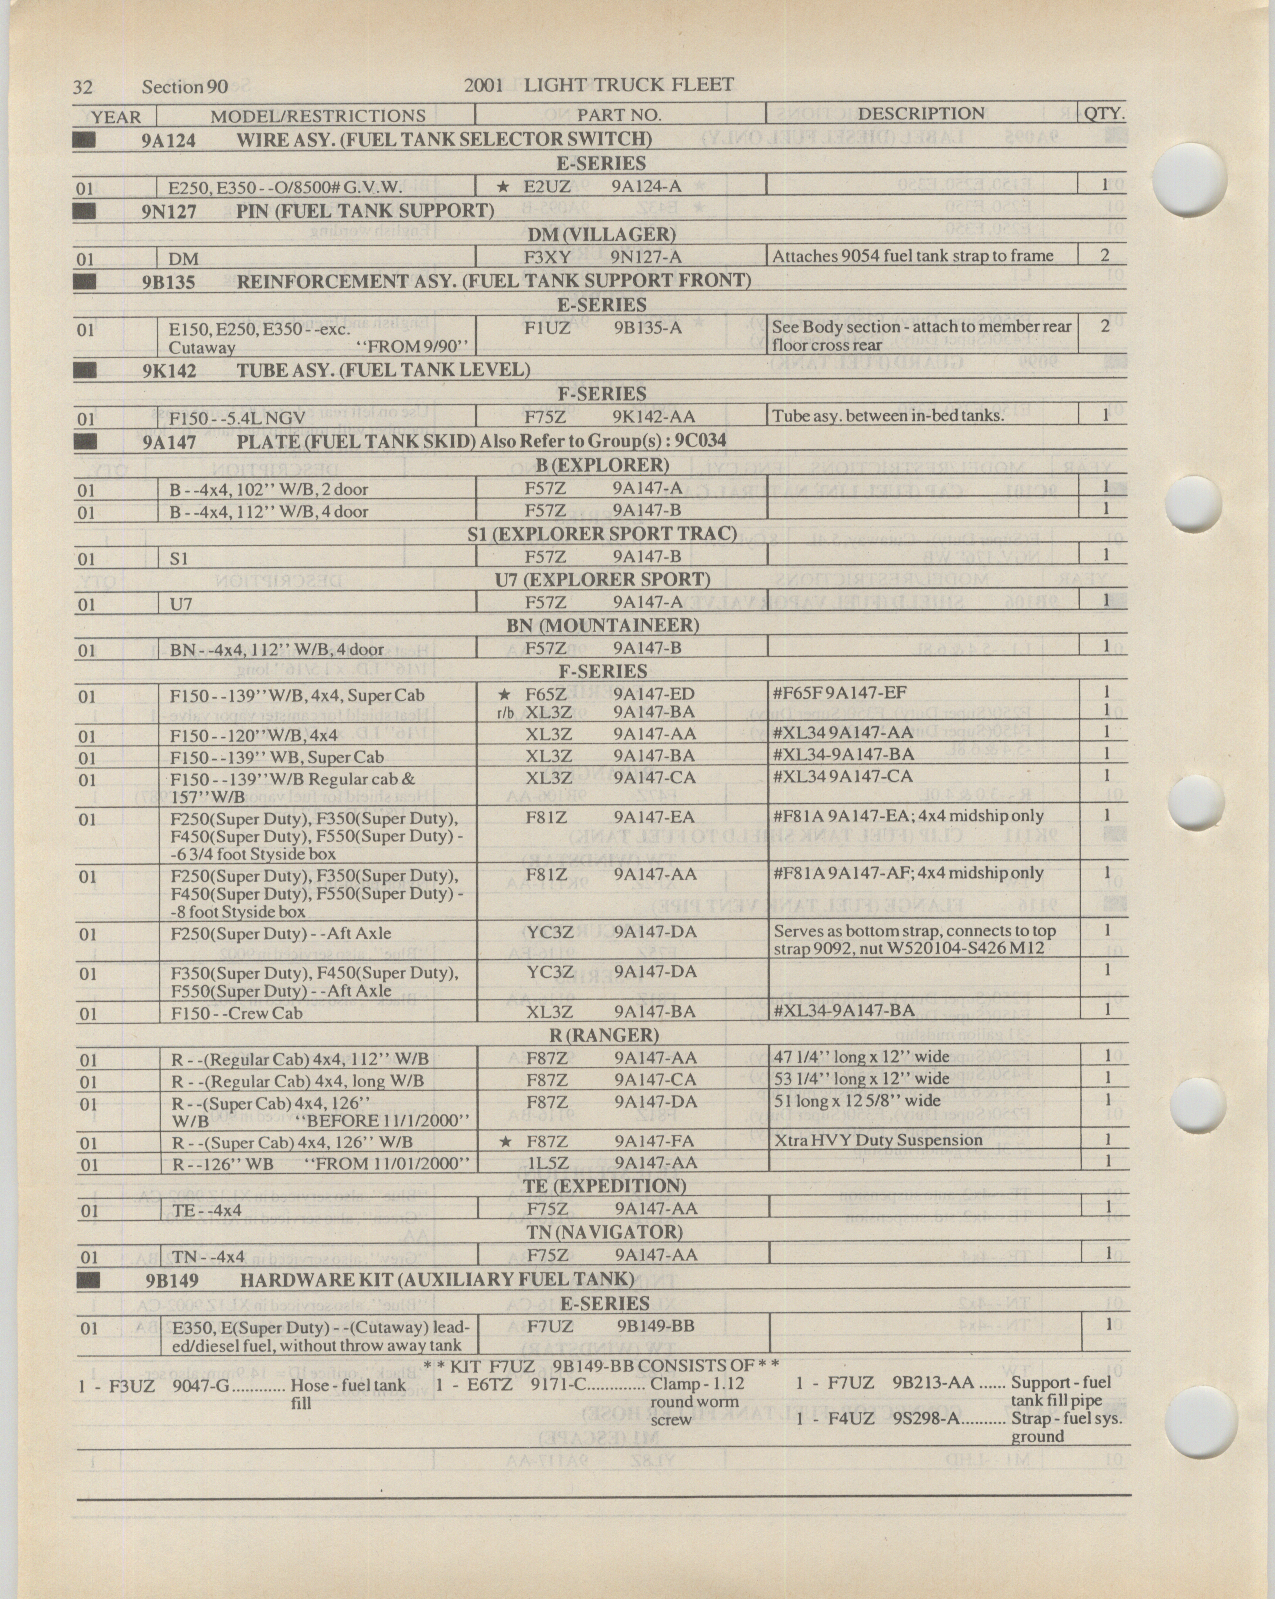 32 Section 90 2001 LIGHT TRUCK FLEET
YEAR MODEL/RESTRICTIONS PART NO. DESCRIPTION QTY.
9A124 WIRE ASY. (FUEL TANK SELECTOR SWITCH)
E-SERIES
01 E250, E350--O/8500# G.V.W. ★ E2UZ 9A124-A 1
9N127 PIN (FUEL TANK SUPPORT)
DM (VILLAGER)
01 DM F3XY 9N127-A Attaches 9054 fuel tank strap to frame 2
9B135 REINFORCEMENT ASY. (FUEL TANK SUPPORT FRONT)
E-SERIES
01 E150, E250, E350--exc. F1UZ 9B135-A See Body section - attach to member rear 2
Cutaway ''FROM 9/90'' floor cross rear
9K142 TUBE ASY. (FUEL TANK LEVEL)
F-SERIES
01 F150--5.4L NGV F75Z 9K142-AA Tube asy. between in-bed tanks. 1
9A147 PLATE (FUEL TANK SKID) Also Refer to Group(s) : 9C034
B (EXPLORER)
01 B--4x4, 102'' W/B, 2 door F57Z 9A147-A 1
01 B--4x4, 112'' W/B, 4 door F57Z 9A147-B 1
S1 (EXPLORER SPORT TRAC)
01 S1 F57Z 9A147-B 1
U7 (EXPLORER SPORT)
01 U7 F57Z 9A147-A 1
BN (MOUNTAINEER)
01 BN--4x4, 112'' W/B, 4 door F57Z 9A147-B 1
F-SERIES
01 F150--139'' W/B, 4x4, Super Cab ★ F65Z 9A147-ED #F65F 9A147-EF 1
r/b XL3Z 9A147-BA 1
01 F150--120'' W/B, 4x4 XL3Z 9A147-AA #XL34 9A147-AA 1
01 F150--139'' WB, Super Cab XL3Z 9A147-BA #XL34-9A147-BA 1
01 F150--139'' W/B Regular cab & XL3Z 9A147-CA #XL34 9A147-CA 1
157'' W/B
01 F250(Super Duty), F350(Super Duty), F81Z 9A147-EA #F81A 9A147-EA; 4x4 midship only 1
F450(Super Duty), F550(Super Duty) -
-6 3/4 foot Styside box
01 F250(Super Duty), F350(Super Duty), F81Z 9A147-AA #F81A 9A147-AF; 4x4 midship only 1
F450(Super Duty), F550(Super Duty) -
-8 foot Styside box
01 F250(Super Duty)--Aft Axle YC3Z 9A147-DA Serves as bottom strap, connects to top 1
strap 9092, nut W520104-S426 M12
01 F350(Super Duty), F450(Super Duty), YC3Z 9A147-DA 1
F550(Super Duty)--Aft Axle
01 F150--Crew Cab XL3Z 9A147-BA #XL34-9A147-BA 1
R (RANGER)
01 R--(Regular Cab) 4x4, 112'' W/B F87Z 9A147-AA 47 1/4'' long x 12'' wide 1
01 R--(Regular Cab) 4x4, long W/B F87Z 9A147-CA 53 1/4'' long x 12'' wide 1
01 R--(Super Cab) 4x4, 126'' F87Z 9A147-DA 51 long x 12 5/8'' wide 1
W/B ''BEFORE 11/1/2000''
01 R--(Super Cab) 4x4, 126'' W/B ★ F87Z 9A147-FA Xtra HVY Duty Suspension 1
01 R--126'' WB ''FROM 11/01/2000'' 1L5Z 9A147-AA 1
TE (EXPEDITION)
01 TE--4x4 F75Z 9A147-AA 1
TN (NAVIGATOR)
01 TN--4x4 F75Z 9A147-AA 1
9B149 HARDWARE KIT (AUXILIARY FUEL TANK)
E-SERIES
01 E350, E(Super Duty)--(Cutaway) lead- F7UZ 9B149-BB 1
ed/diesel fuel, without throw away tank
** KIT F7UZ 9B149-BB CONSISTS OF **
1 - F3UZ 9047-G............ Hose - fuel tank 1 - E6TZ 9171-C............. Clamp - 1.12 1 - F7UZ 9B213-AA ...... Support - fuel
fill round worm tank fill pipe
screw 1 - F4UZ 9S298-A.......... Strap - fuel sys.
ground